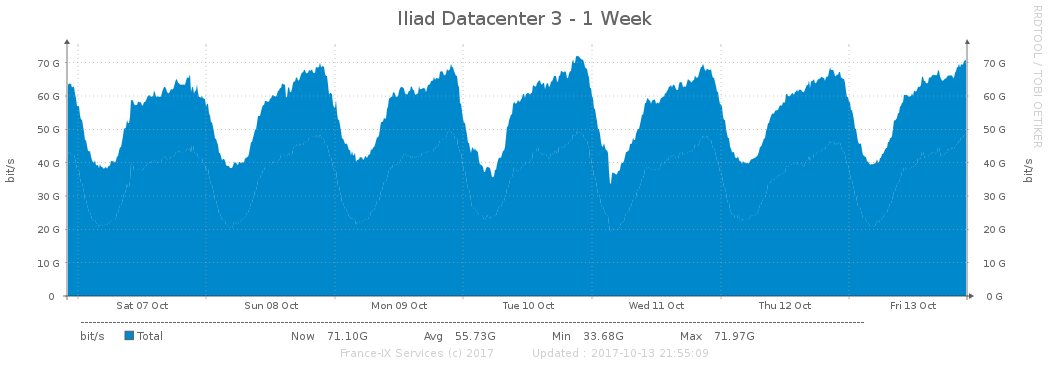 Iliad Datacenter 3 - 1 Week
RRDTOOL / TOBI OETIKER
bit/s
70 G
60 G
50 G
40 G
30 G
20 G
10 G
0
70 G
60 G
50 G
40 G
30 G
20 G
10 G
0 G
bit/s
Sat 07 Oct Sun 08 Oct Mon 09 Oct Tue 10 Oct Wed 11 Oct Thu 12 Oct Fri 13 Oct
bit/s Total Now 71.10G Avg 55.73G Min 33.68G Max 71.97G
France-IX Services (c) 2017 Updated : 2017-10-13 21:55:09